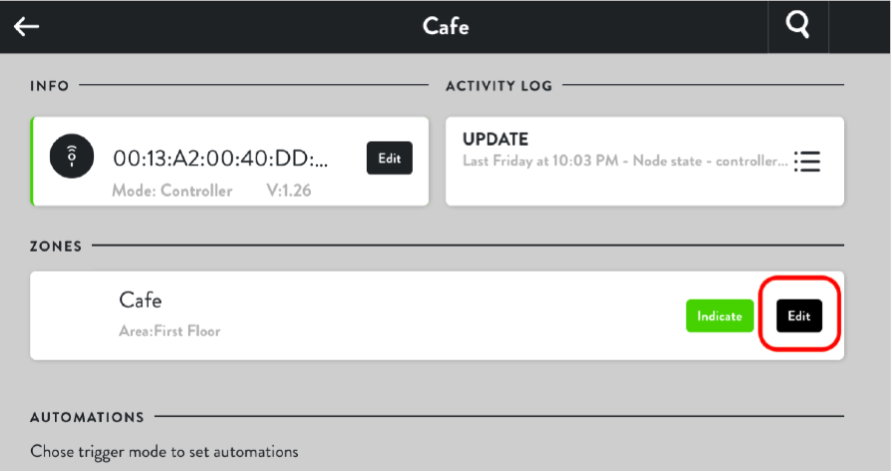 Cafe
INFO
ACTIVITY LOG
00:13:A2:00:40:DD:...
Edit
Mode: Controller V:1.26
UPDATE
Last Friday at 10:03 PM - Node state - controller...
ZONES
Cafe
Area:First Floor
Indicate
Edit
AUTOMATIONS
Chose trigger mode to set automations